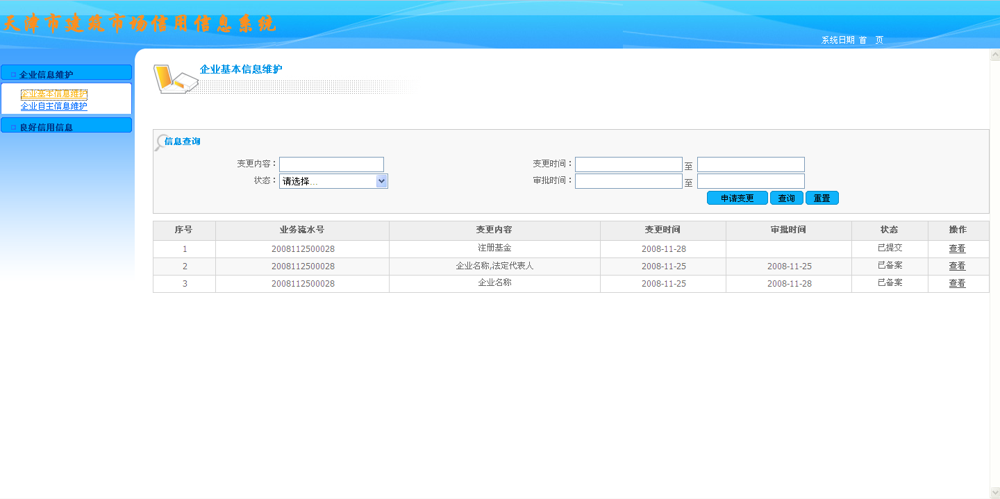 天津市建筑市场信用信息系统
系统日期 首 页
企业信息维护
企业基本信息维护
企业自主信息维护
良好信用信息
企业基本信息维护
信息查询
变更内容： 变更时间： 至
状态： 请选择... 审批时间： 至
申请变更 查询 重置
序号 业务流水号 变更内容 变更时间 审批时间 状态 操作
1 2008112500028 注册基金 2008-11-28 已提交 查看
2 2008112500028 企业名称,法定代表人 2008-11-25 2008-11-25 已备案 查看
3 2008112500028 企业名称 2008-11-25 2008-11-28 已备案 查看